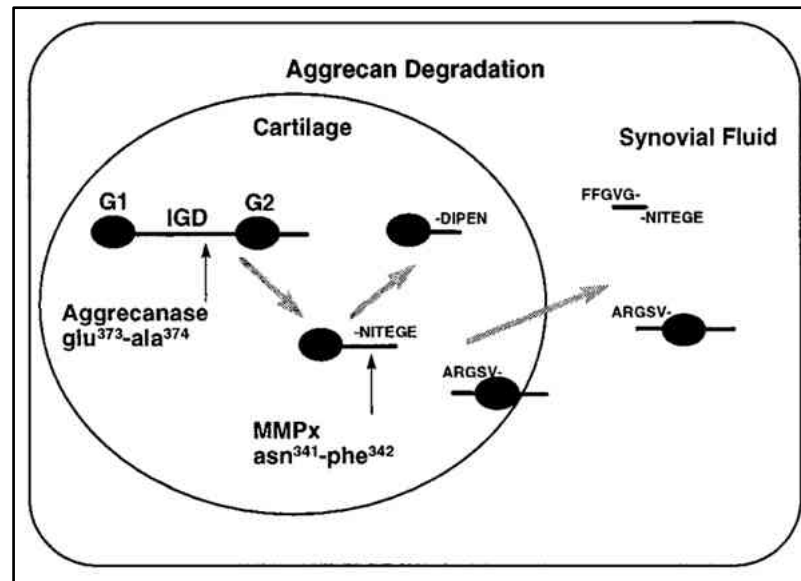 Aggrecan Degradation
Cartilage
Synovial Fluid
G1 IGD G2
-DIPEN
FFGVG-
-NITEGE
Aggrecanase
glu³⁷³-ala³⁷⁴
-NITEGE
ARGSV-
ARGSV-
MMPx
asn³⁴¹-phe³⁴²